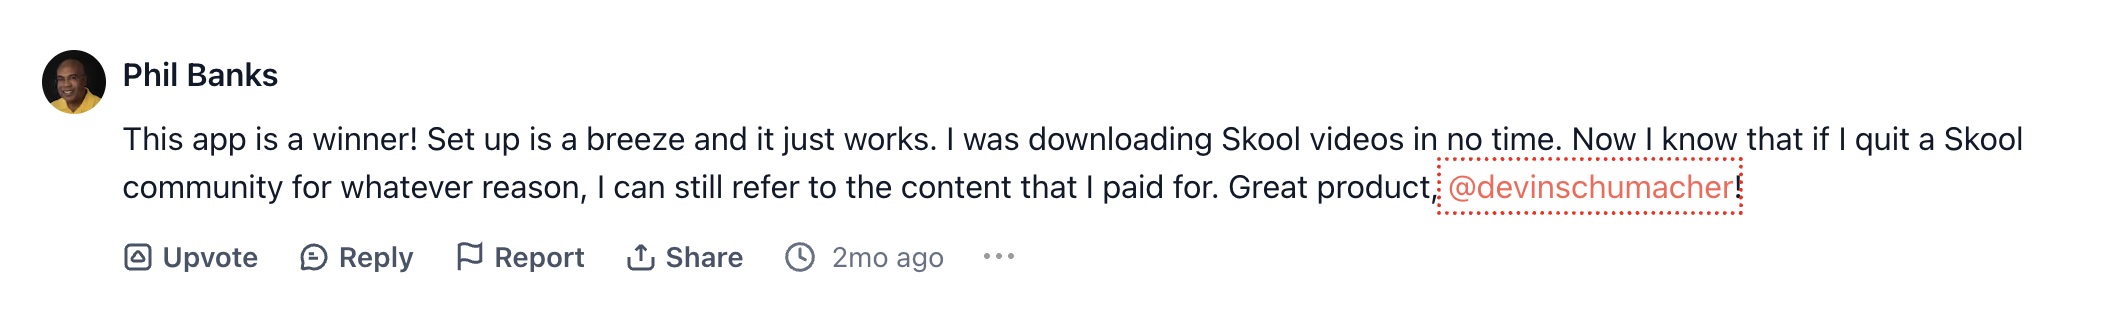 Phil Banks
This app is a winner! Set up is a breeze and it just works. I was downloading Skool videos in no time. Now I know that if I quit a Skool
community for whatever reason, I can still refer to the content that I paid for. Great product, @devinschumacher!
Upvote Reply Report Share 2mo ago ···